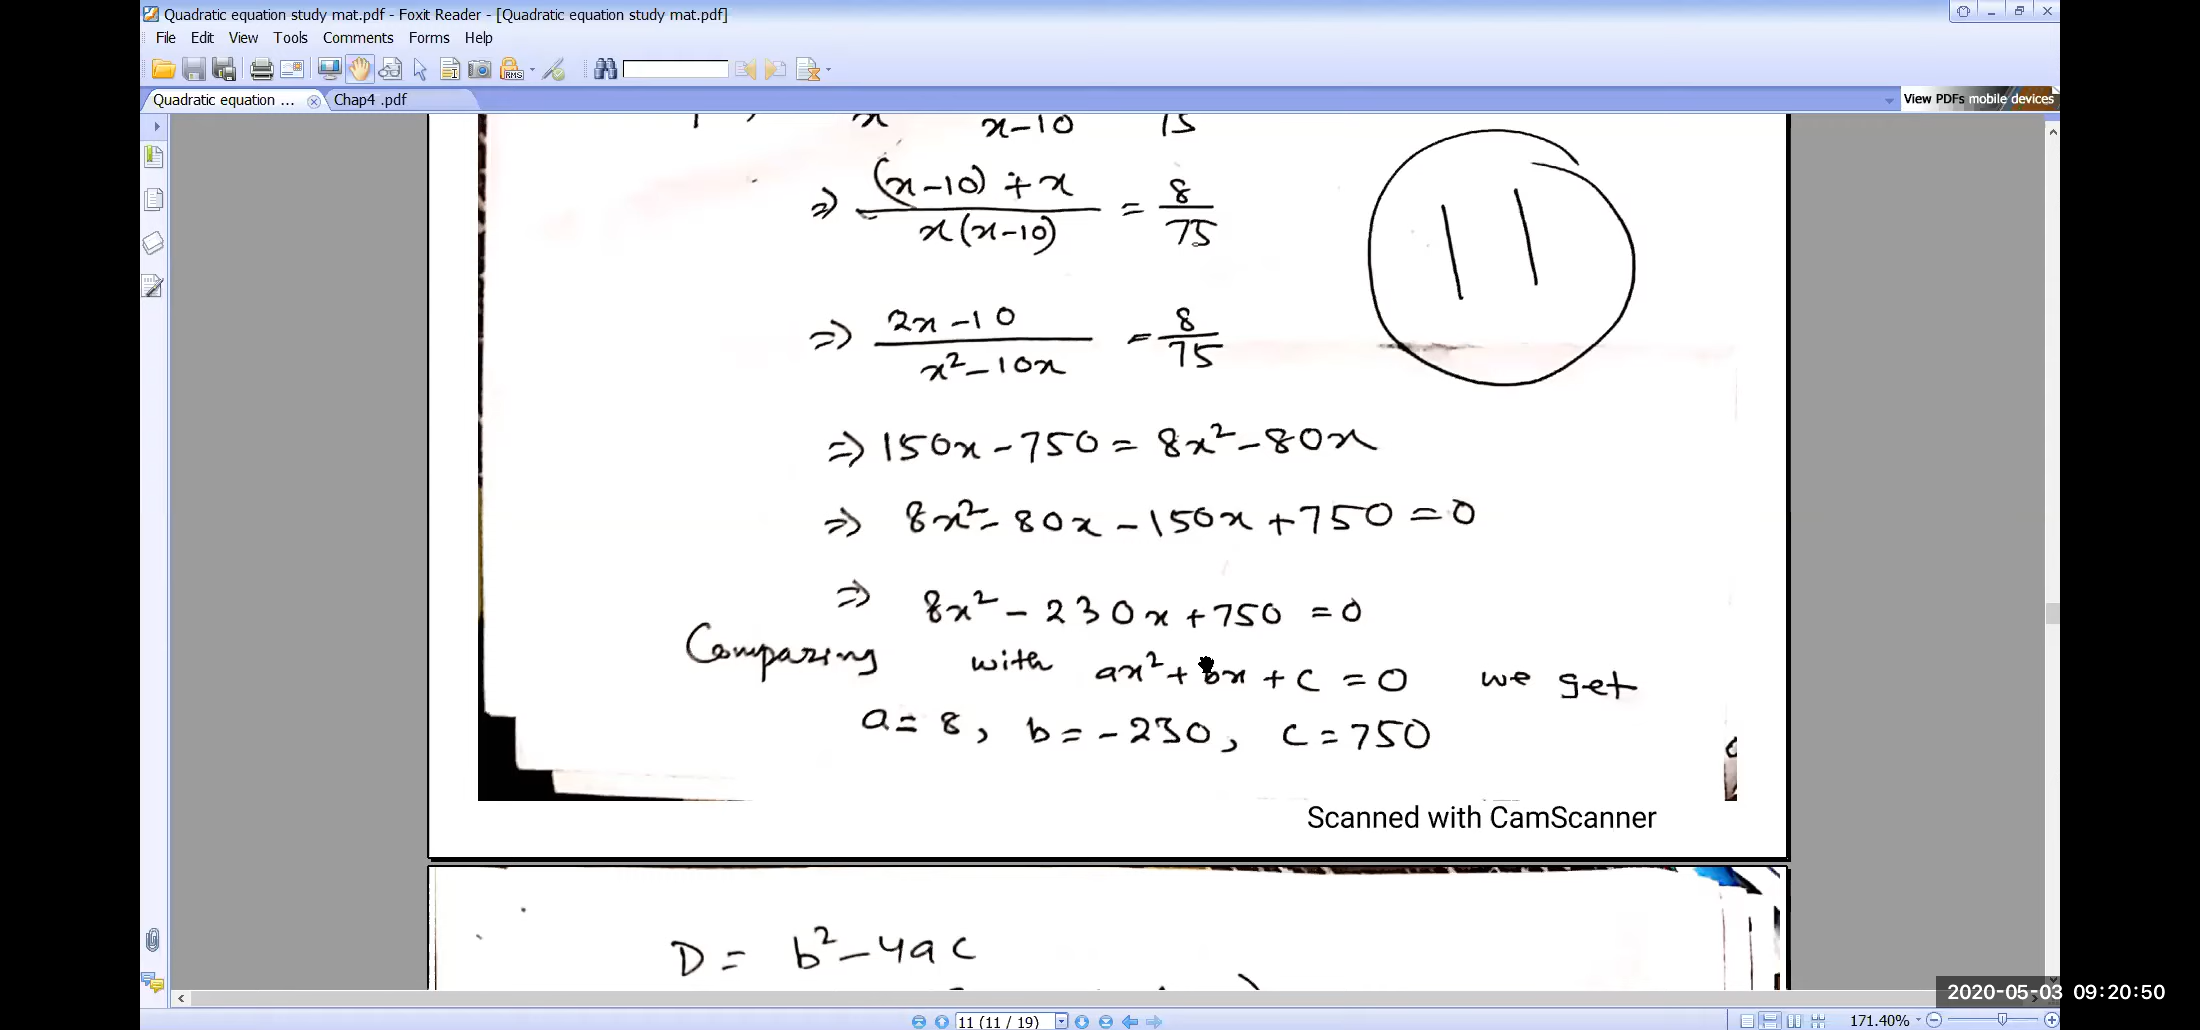 Quadratic equation study mat.pdf - Foxit Reader - [Quadratic equation study mat.pdf]
File Edit View Tools Comments Forms Help
RMS
Quadratic equation ... Chap4 .pdf
View PDFs mobile devices
x x-10 15
⇒ (x-10) + x / x(x-10) = 8/75
11
⇒ 2x-10 / x²-10x = 8/75
⇒ 150x - 750 = 8x² - 80x
⇒ 8x² - 80x - 150x + 750 = 0
⇒ 8x² - 230x + 750 = 0
Comparing with ax² + bx + c = 0 we get
a = 8, b = -230, c = 750
Scanned with CamScanner
D = b² - 4ac
2020-05-03 09:20:50
11 (11 / 19)
171.40%